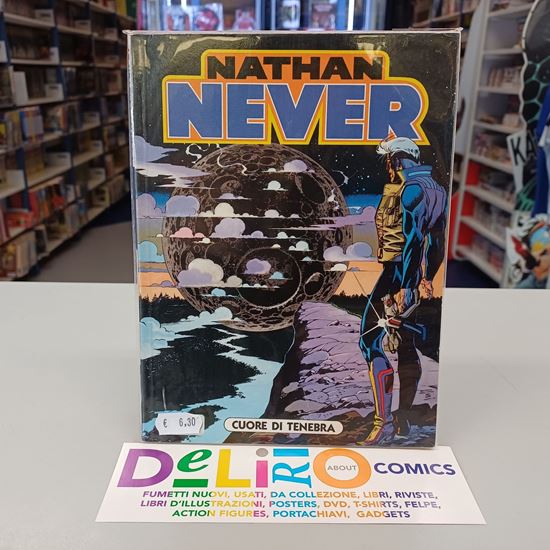 NATHAN
NEVER
CUORE DI TENEBRA
€ 6,30
DeLiRiO ABOUT COMICS
FUMETTI NUOVI, USATI, DA COLLEZIONE, LIBRI, RIVISTE,
LIBRI D'ILLUSTRAZIONI, POSTERS, DVD, T-SHIRTS, FELPE,
ACTION FIGURES, PORTACHIAVI, GADGETS